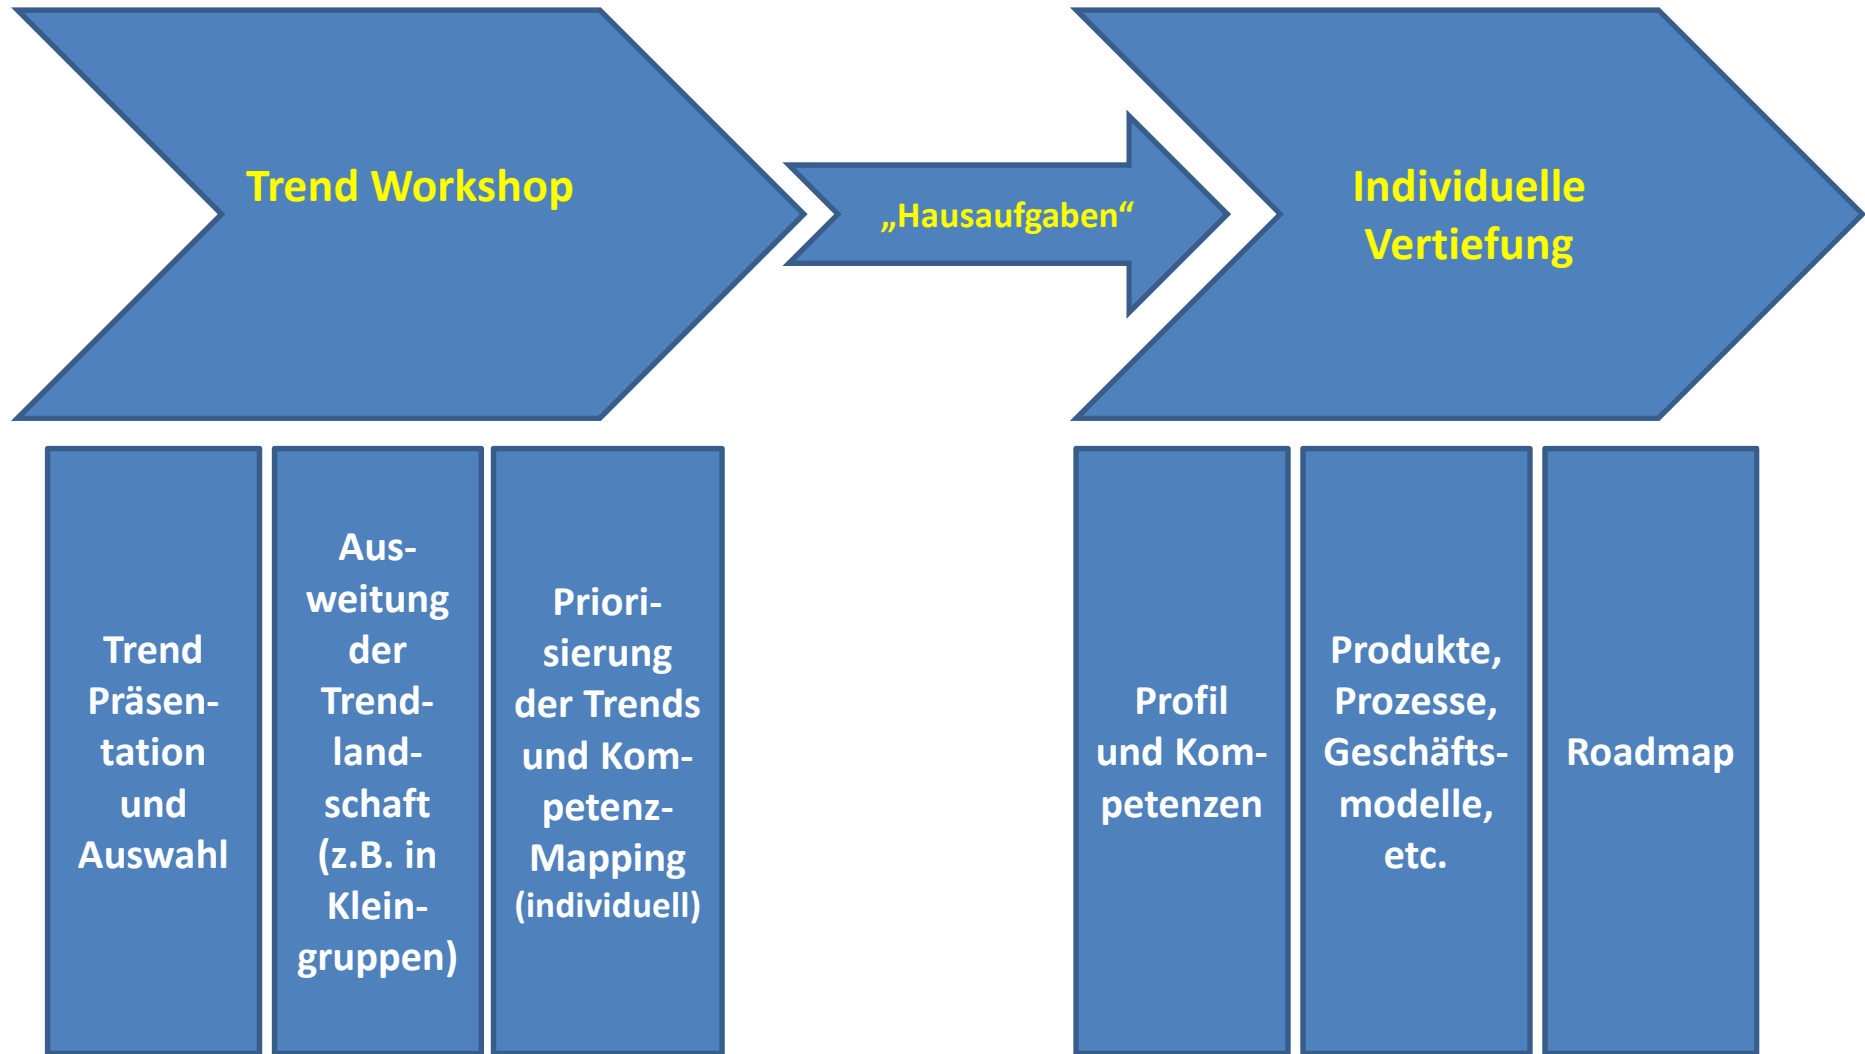 Trend Workshop
„Hausaufgaben“
Individuelle
Vertiefung
Trend
Präsen-
tation
und
Auswahl
Aus-
weitung
der
Trend-
land-
schaft
(z.B. in
Klein-
gruppen)
Priori-
sierung
der Trends
und Kom-
petenz-
Mapping
(individuell)
Profil
und Kom-
petenzen
Produkte,
Prozesse,
Geschäfts-
modelle,
etc.
Roadmap